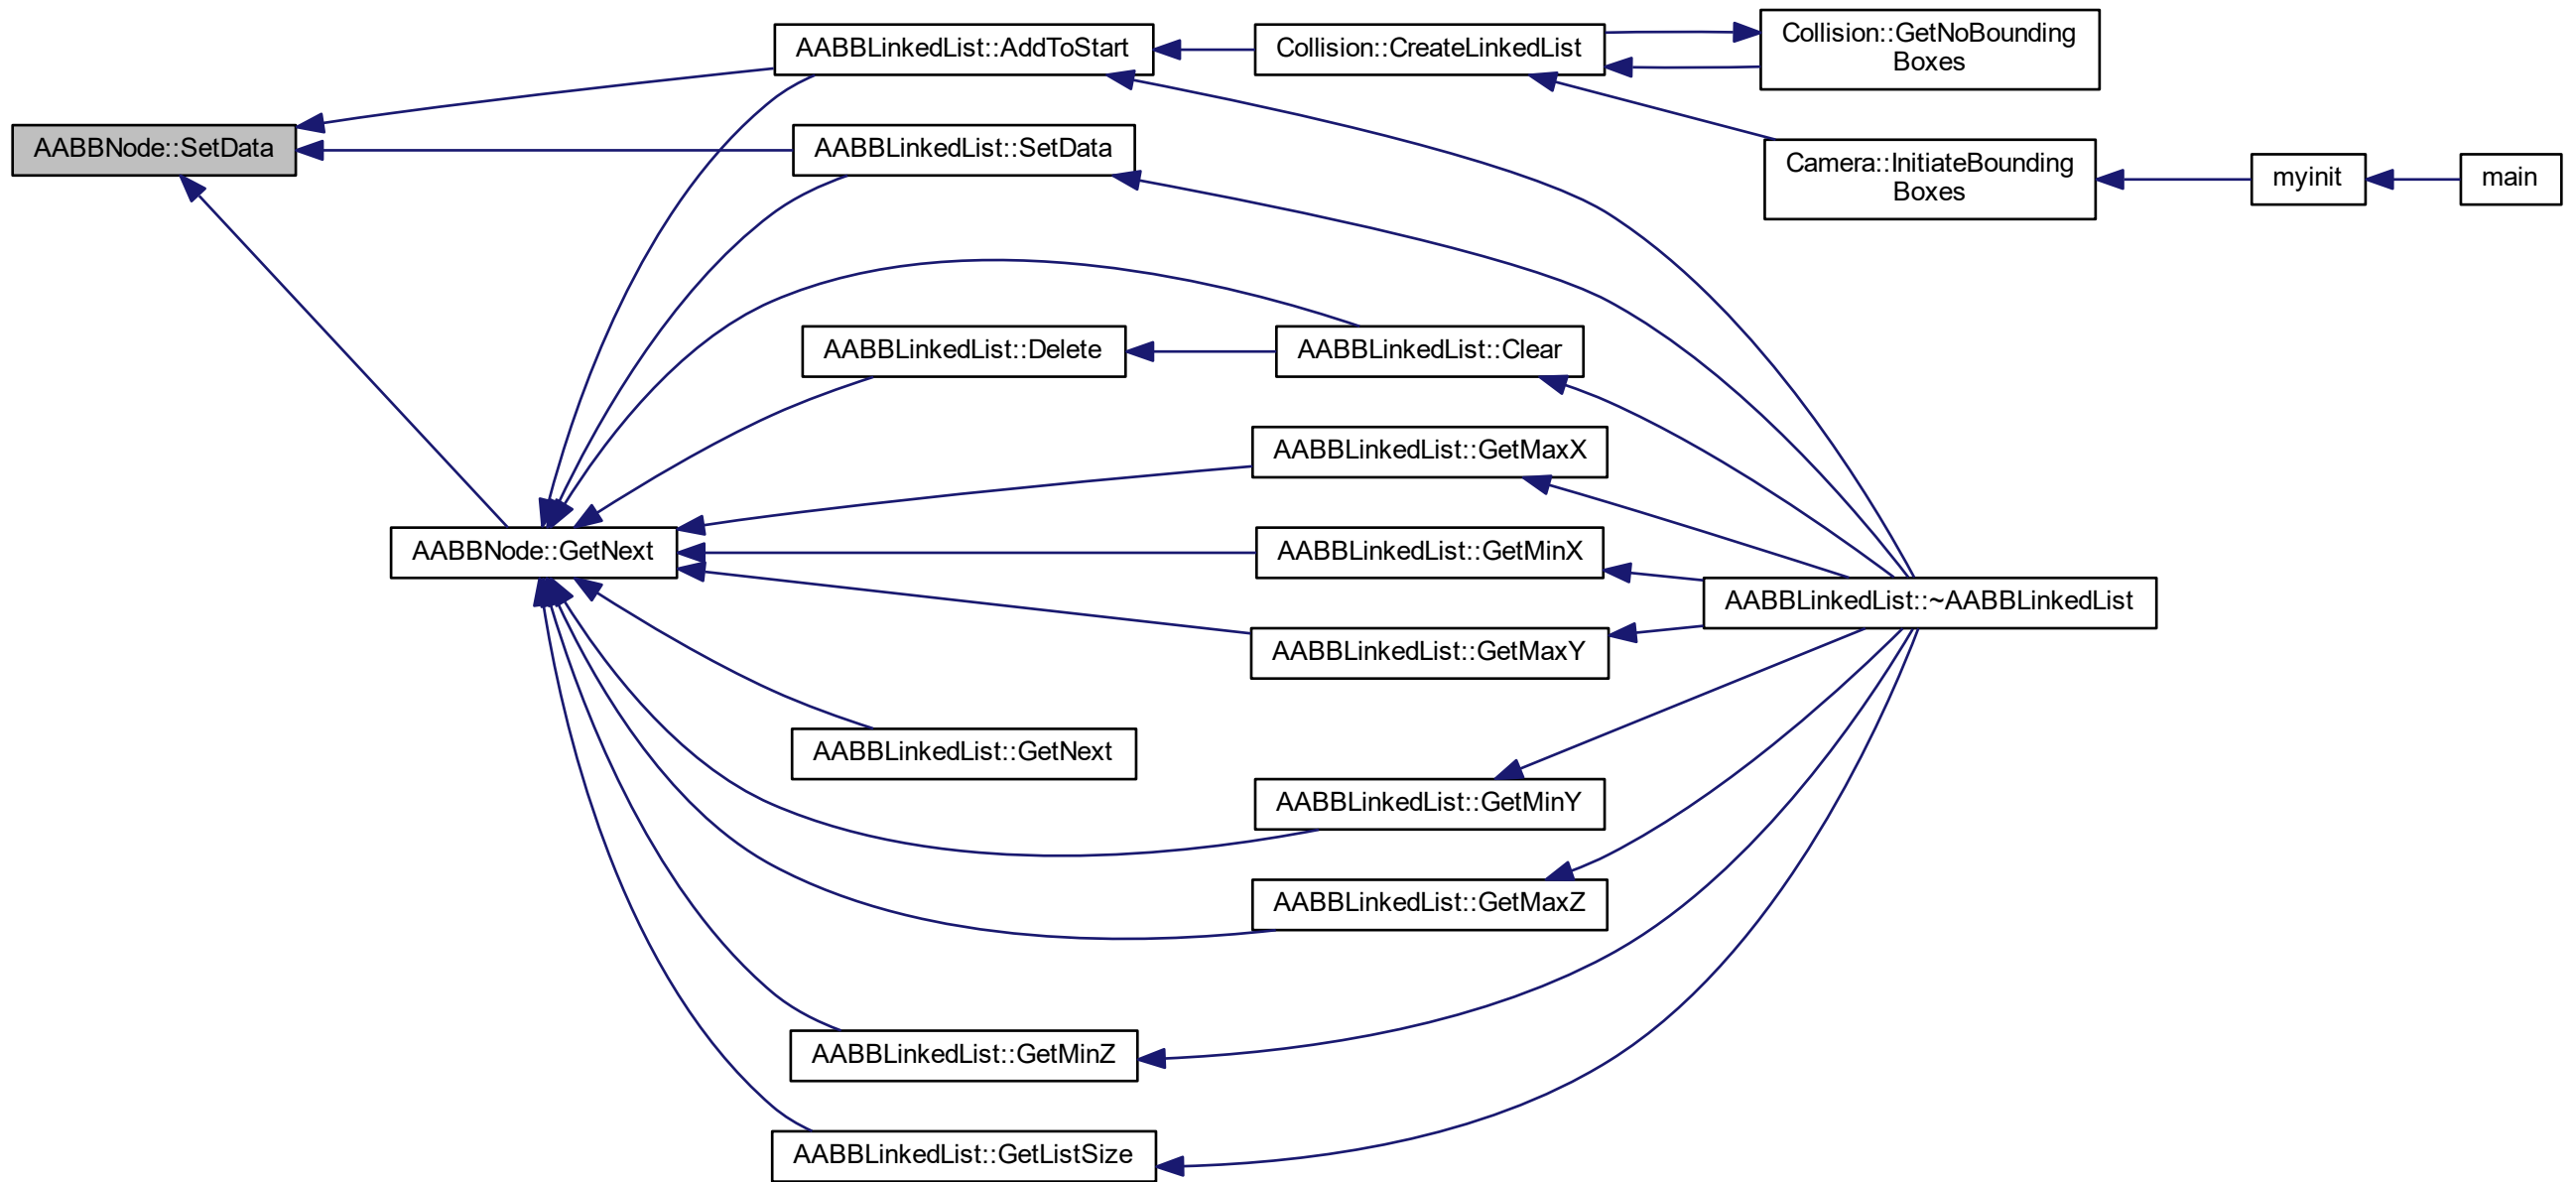 AABBLinkedList::AddToStart
Collision::CreateLinkedList
Collision::GetNoBounding
Boxes
AABBNode::SetData
AABBLinkedList::SetData
Camera::InitiateBounding
Boxes
myinit
main
AABBLinkedList::Delete
AABBLinkedList::Clear
AABBLinkedList::GetMaxX
AABBNode::GetNext
AABBLinkedList::GetMinX
AABBLinkedList::~AABBLinkedList
AABBLinkedList::GetMaxY
AABBLinkedList::GetNext
AABBLinkedList::GetMinY
AABBLinkedList::GetMaxZ
AABBLinkedList::GetMinZ
AABBLinkedList::GetListSize